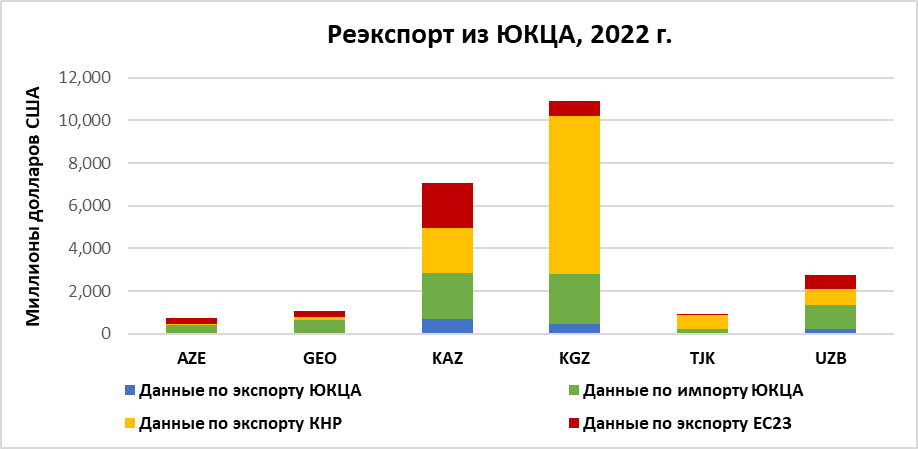 Реэкспорт из ЮКЦА, 2022 г.
Миллионы долларов США
12,000
10,000
8,000
6,000
4,000
2,000
0
AZE GEO KAZ KGZ TJK UZB
Данные по экспорту ЮКЦА Данные по импорту ЮКЦА
Данные по экспорту КНР Данные по экспорту ЕС23